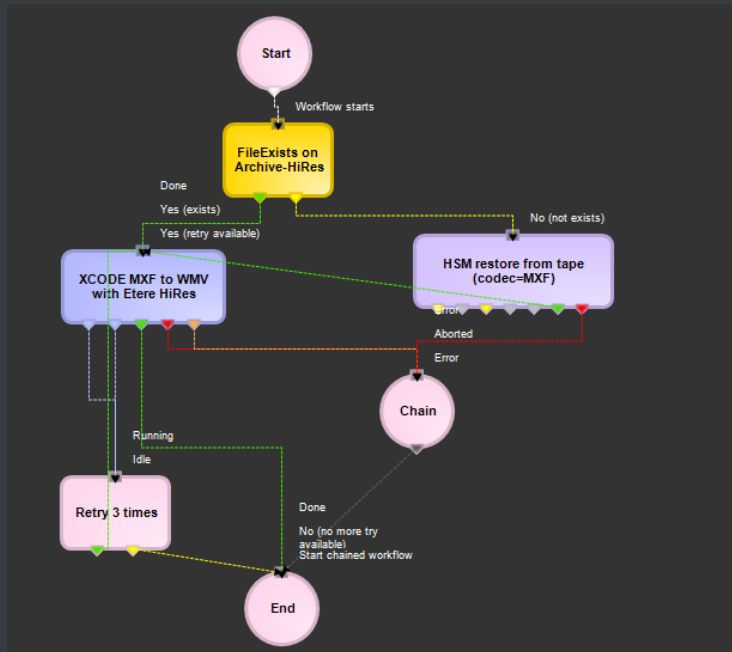 Start
Workflow starts
FileExists on
Archive-HiRes
Done
Yes (exists)
Yes (retry available)
No (not exists)
XCODE MXF to WMV
with Etere HiRes
HSM restore from tape
(codec=MXF)
Error
Aborted
Error
Chain
Running
Idle
Retry 3 times
Done
No (no more try
available)
Start chained workflow
End